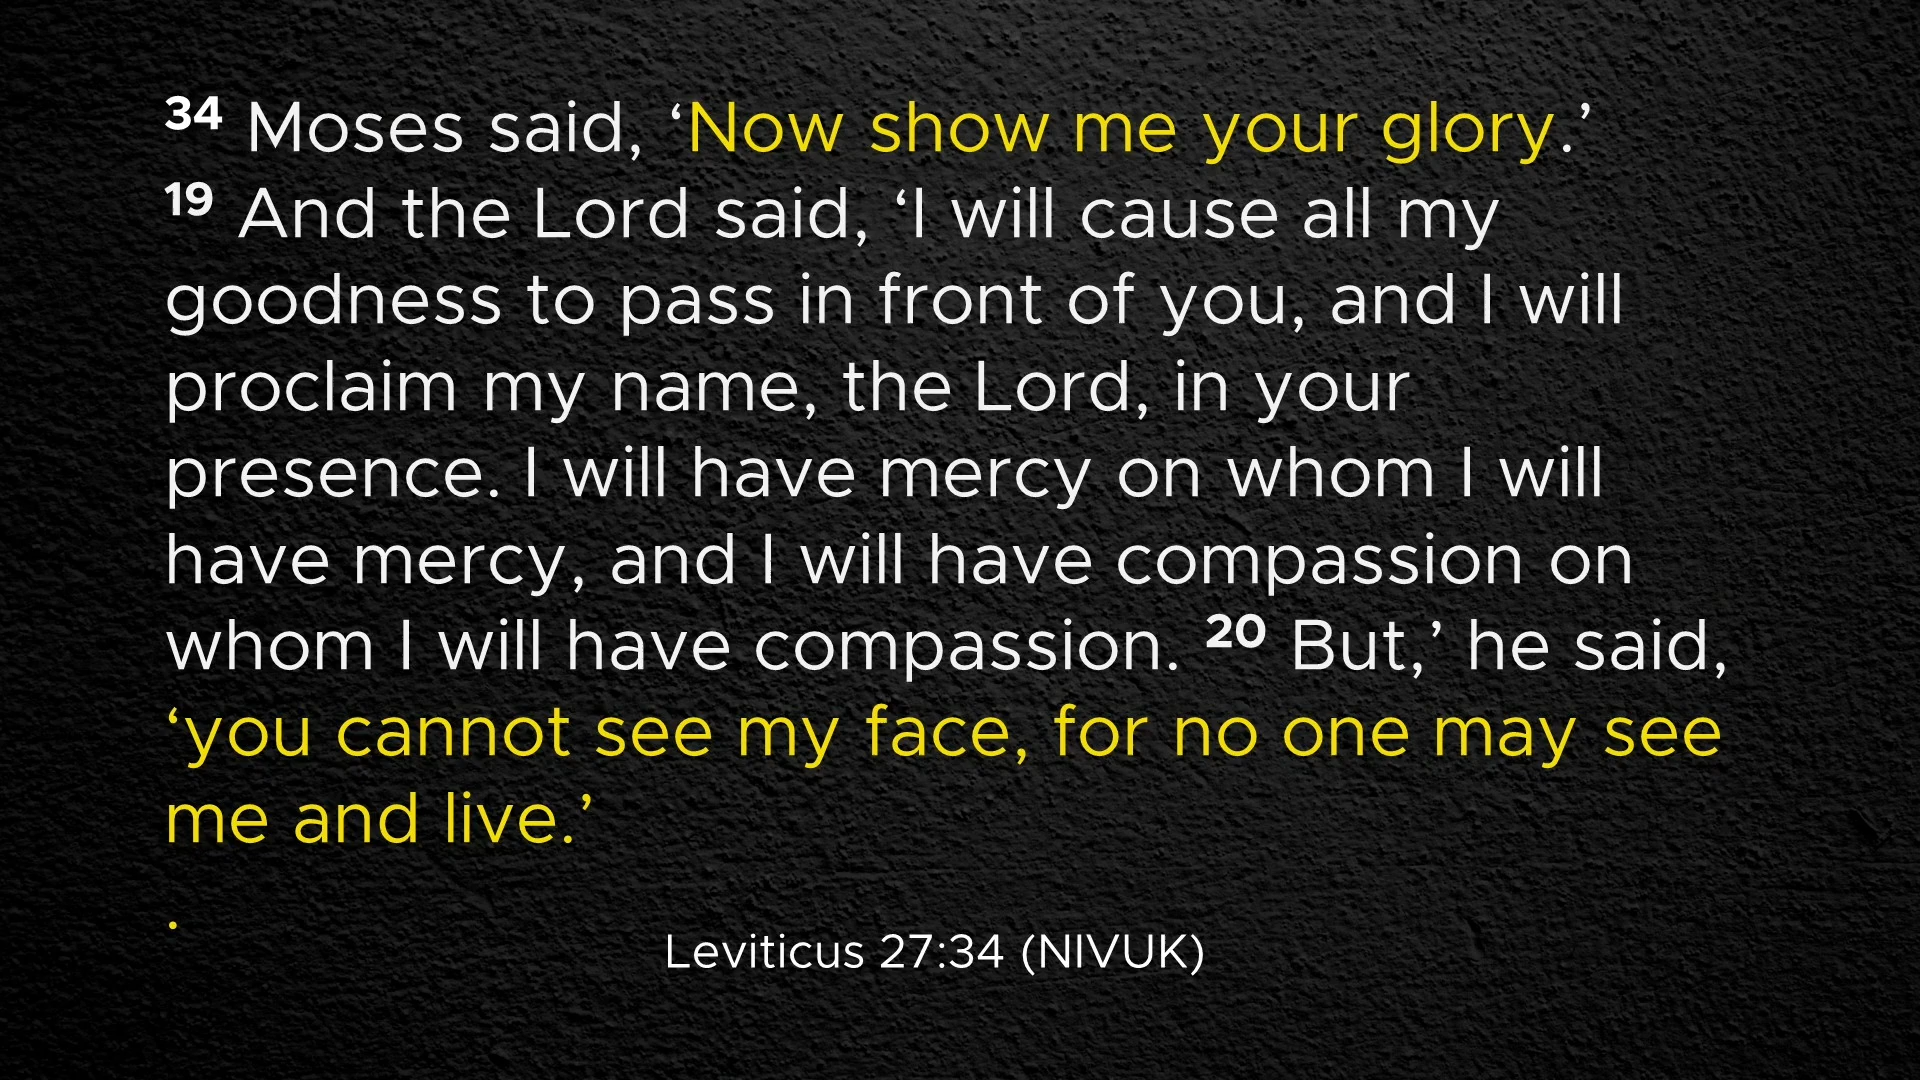 34 Moses said, ‘Now show me your glory.’
19 And the Lord said, ‘I will cause all my
goodness to pass in front of you, and I will
proclaim my name, the Lord, in your
presence. I will have mercy on whom I will
have mercy, and I will have compassion on
whom I will have compassion. 20 But,’ he said,
‘you cannot see my face, for no one may see
me and live.’
.
Leviticus 27:34 (NIVUK)